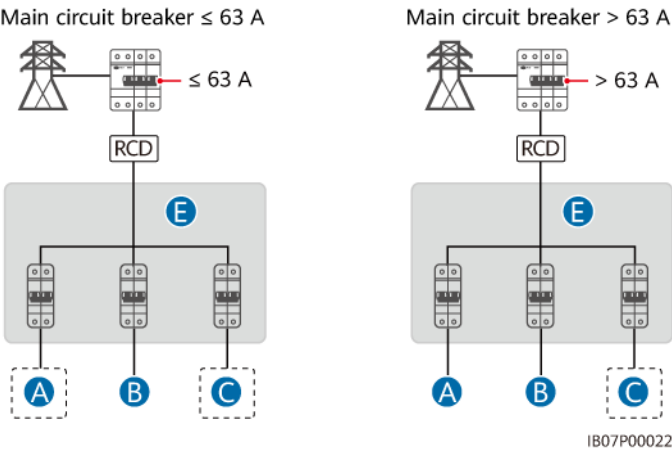 Main circuit breaker ≤ 63 A
Main circuit breaker > 63 A
≤ 63 A
> 63 A
RCD
RCD
E
E
A
B
C
A
B
C
IB07P00022